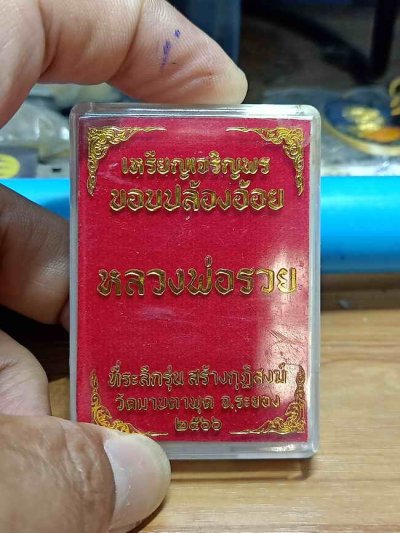 เหรียญเจริญพร
ขอบปล้องอ้อย
หลวงพ่อรวย
ที่ระลึกรุ่น สร้างกุฏิสงฆ์
วัดมาบตาพุด จ.ระยอง
๒๕๖๖